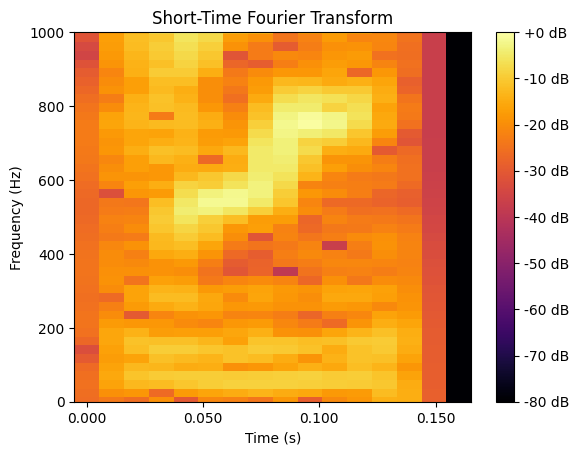 Short-Time Fourier Transform
1000
800
600
400
200
0
Frequency (Hz)
0.000
0.050
0.100
0.150
Time (s)
+0 dB
-10 dB
-20 dB
-30 dB
-40 dB
-50 dB
-60 dB
-70 dB
-80 dB